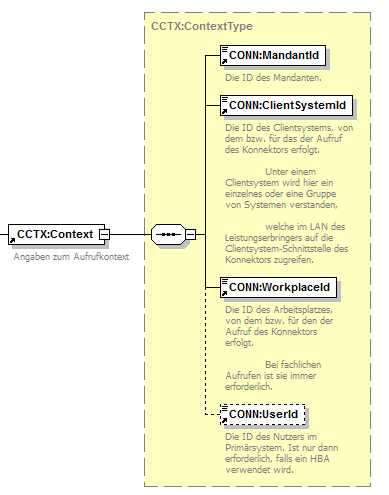 CCTX:ContextType
CONN:MandantId
Die ID des Mandanten.
CONN:ClientSystemId
Die ID des Clientsystems, von
dem bzw. für das der Aufruf
des Konnektors erfolgt.
Unter einem
Clientsystem wird hier ein
einzelnes oder eine Gruppe
von Systemen verstanden,
welche im LAN des
Leistungserbringers auf die
Clientsystem-Schnittstelle des
Konnektors zugreifen.
CCTX:Context
Angaben zum Aufrufkontext
CONN:WorkplaceId
Die ID des Arbeitsplatzes,
von dem bzw. für den der
Aufruf des Konnektors
erfolgt.
Bei fachlichen
Aufrufen ist sie immer
erforderlich.
CONN:UserId
Die ID des Nutzers im
Primärsystem. Ist nur dann
erforderlich, falls ein HBA
verwendet wird.